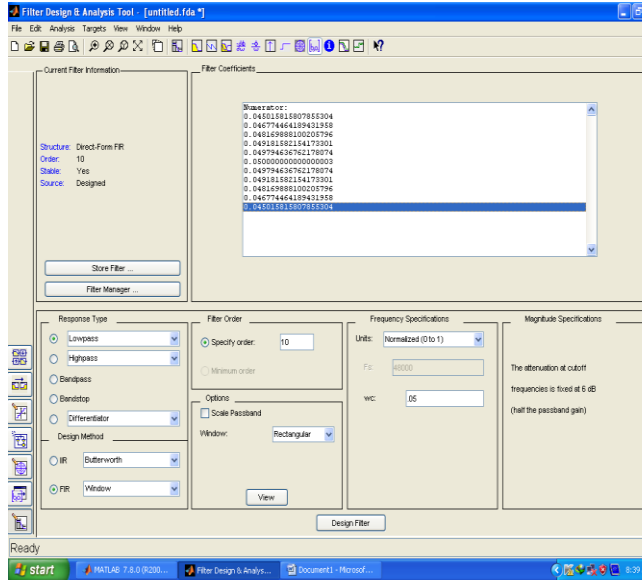 Filter Design & Analysis Tool - [untitled.fda *]
File Edit Analysis Targets View Window Help
Current Filter Information
Structure: Direct-Form FIR
Order: 10
Stable: Yes
Source: Designed
Store Filter ...
Filter Manager ...
Filter Coefficients
Numerator:
0.045015815807855304
0.046774464189431958
0.048169888100205796
0.049181582154173301
0.049794636762178074
0.050000000000000003
0.049794636762178074
0.049181582154173301
0.048169888100205796
0.046774464189431958
0.045015815807855304
Response Type
Lowpass
Highpass
Bandpass
Bandstop
Differentiator
Design Method
IIR Butterworth
FIR Window
Filter Order
Specify order: 10
Minimum order
Options
Scale Passband
Window: Rectangular
View
Frequency Specifications
Units: Normalized (0 to 1)
Fs: 48000
wc: .05
Magnitude Specifications
The attenuation at cutoff
frequencies is fixed at 6 dB
(half the passband gain)
Design Filter
Ready
start
MATLAB 7.8.0 (R200...
Filter Design & Analys...
Document1 - Microsof...
8:39